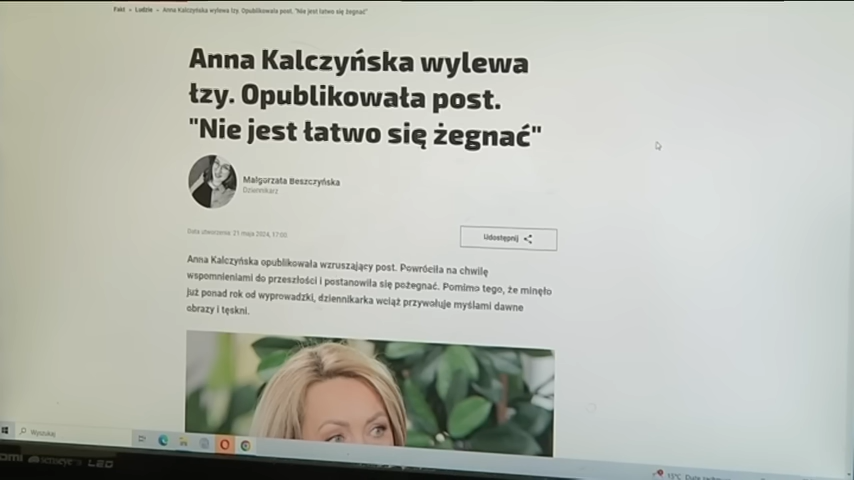 Fakt » Ludzie » Anna Kalczyńska wylewa łzy. Opublikowała post. "Nie jest łatwo się żegnać"
Anna Kalczyńska wylewa
łzy. Opublikowała post.
"Nie jest łatwo się żegnać"
Małgorzata Beszczyńska
Dziennikarz
Data utworzenia: 21 maja 2024, 17:00
Udostępnij
Anna Kalczyńska opublikowała wzruszający post. Powróciła na chwilę
wspomnieniami do przeszłości i postanowiła się pożegnać. Pomimo tego, że minęło
już ponad rok od wyprowadzki, dziennikarka wciąż przywołuje myślami dawne
obrazy i tęskni.
Wyszukaj
LED